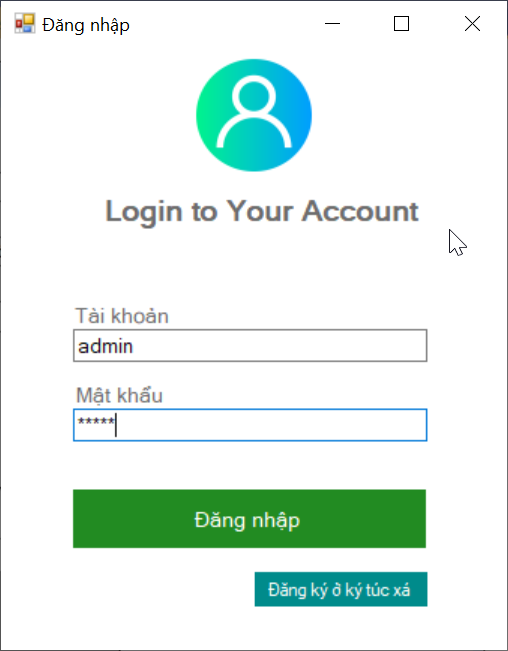 Đăng nhập
Login to Your Account
Tài khoản
admin
Mật khẩu
*****
Đăng nhập
Đăng ký ở ký túc xá